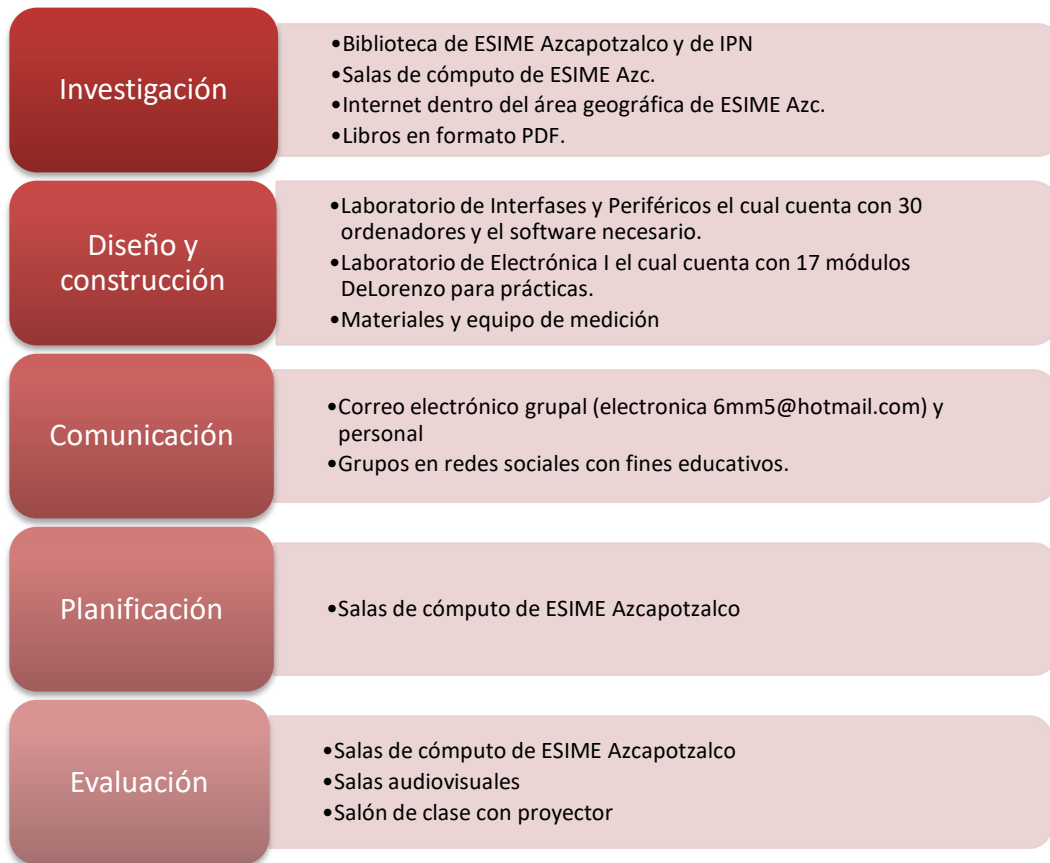 Investigación
•Biblioteca de ESIME Azcapotzalco y de IPN
•Salas de cómputo de ESIME Azc.
•Internet dentro del área geográfica de ESIME Azc.
•Libros en formato PDF.
Diseño y
construcción
•Laboratorio de Interfases y Periféricos el cual cuenta con 30
ordenadores y el software necesario.
•Laboratorio de Electrónica I el cual cuenta con 17 módulos
DeLorenzo para prácticas.
•Materiales y equipo de medición
Comunicación
•Correo electrónico grupal (electronica 6mm5@hotmail.com) y
personal
•Grupos en redes sociales con fines educativos.
Planificación
•Salas de cómputo de ESIME Azcapotzalco
Evaluación
•Salas de cómputo de ESIME Azcapotzalco
•Salas audiovisuales
•Salón de clase con proyector